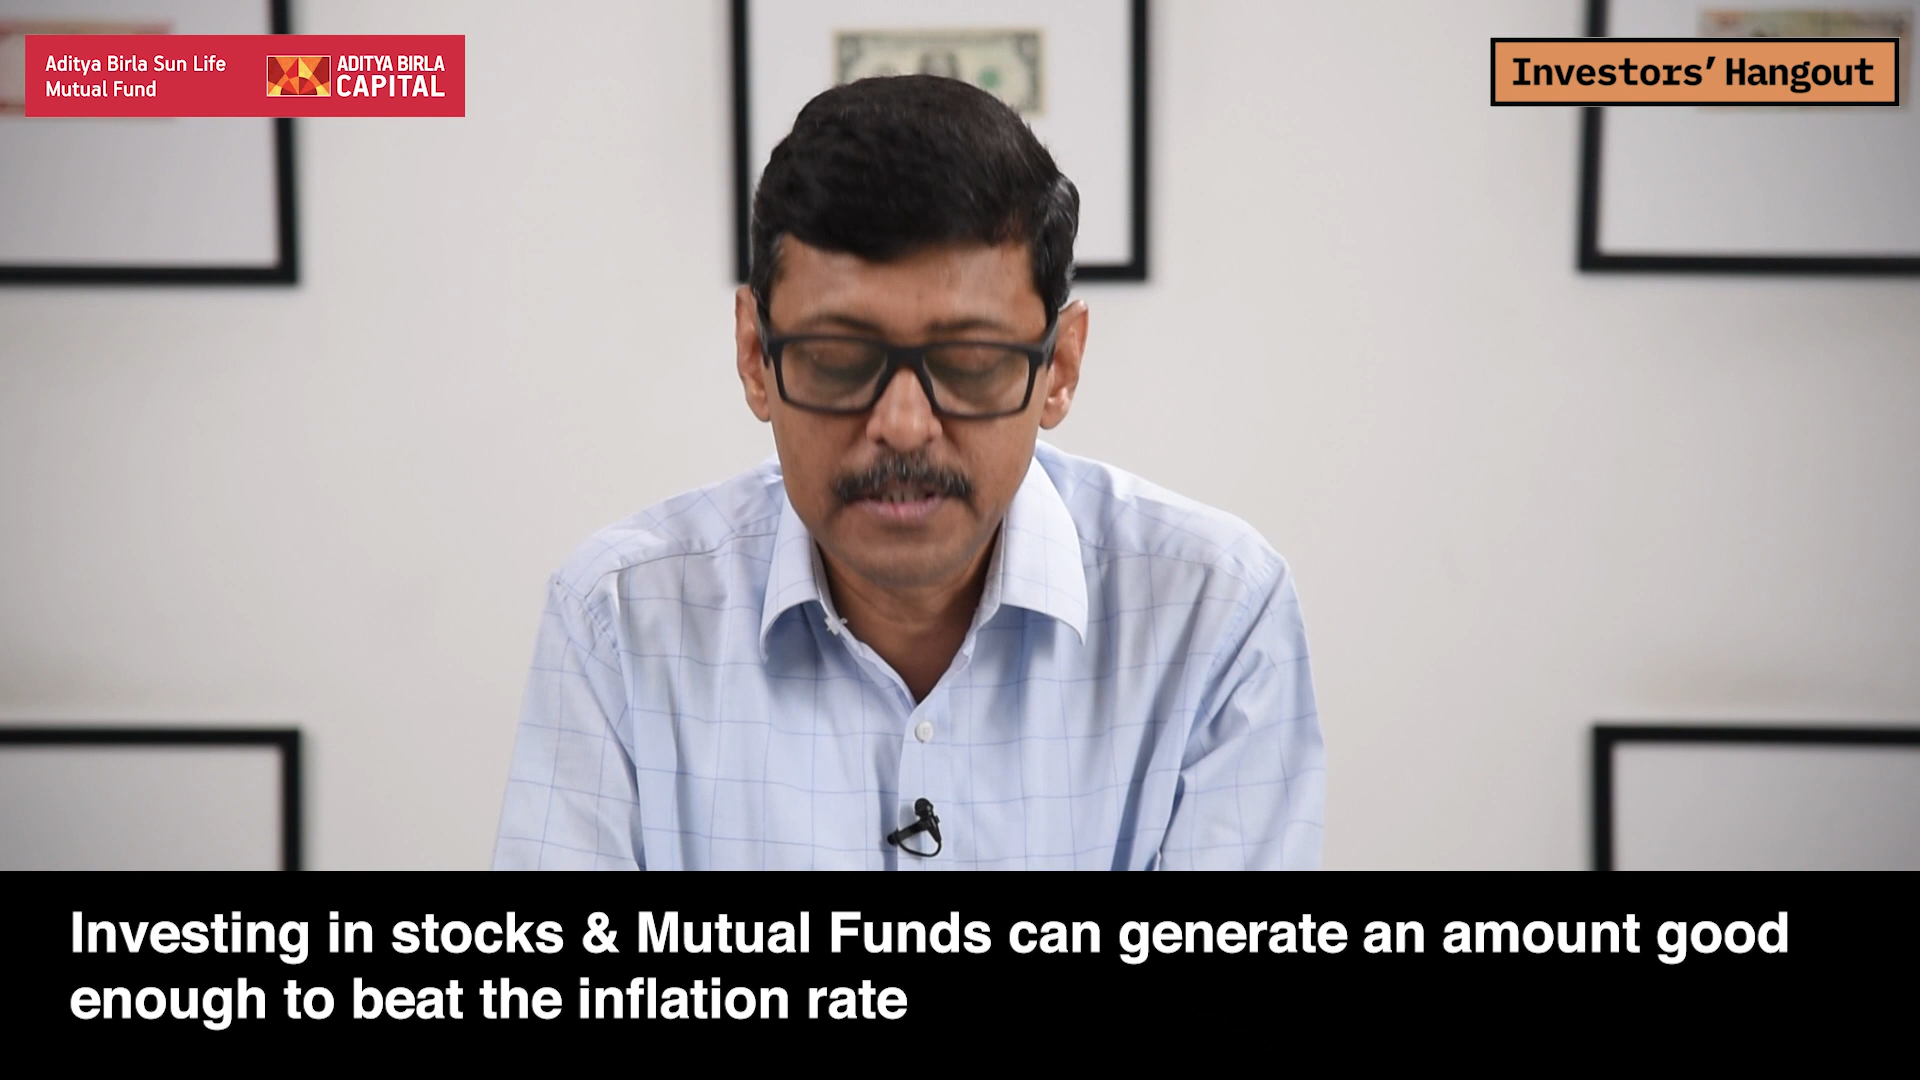 Aditya Birla Sun Life
Mutual Fund
ADITYA BIRLA
CAPITAL
Investors’ Hangout
Investing in stocks & Mutual Funds can generate an amount good
enough to beat the inflation rate